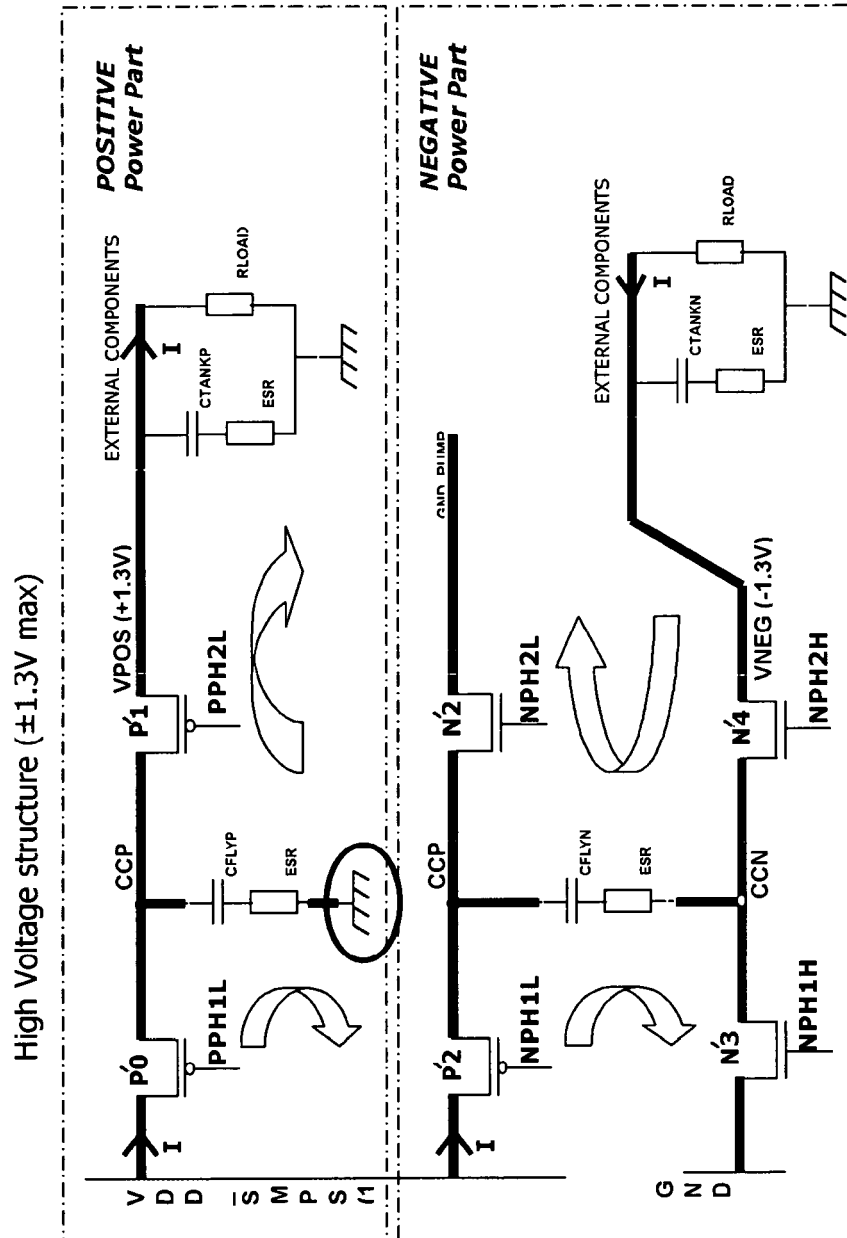 High Voltage structure (±1.3V max)
POSITIVE
Power Part
EXTERNAL COMPONENTS
VPOS (+1.3V)
I
CTANKP
ESR
RLOAD
P'1
PPH2L
CCP
CFLYP
ESR
P'0
PPH1L
I
V
D
D
_
S
M
P
S
(1
NEGATIVE
Power Part
GND_PUMP
N'2
NPH2L
CCP
CFLYN
ESR
P'2
NPH1L
I
EXTERNAL COMPONENTS
I
CTANKN
ESR
RLOAD
VNEG (-1.3V)
N'4
NPH2H
CCN
N'3
NPH1H
G
N
D